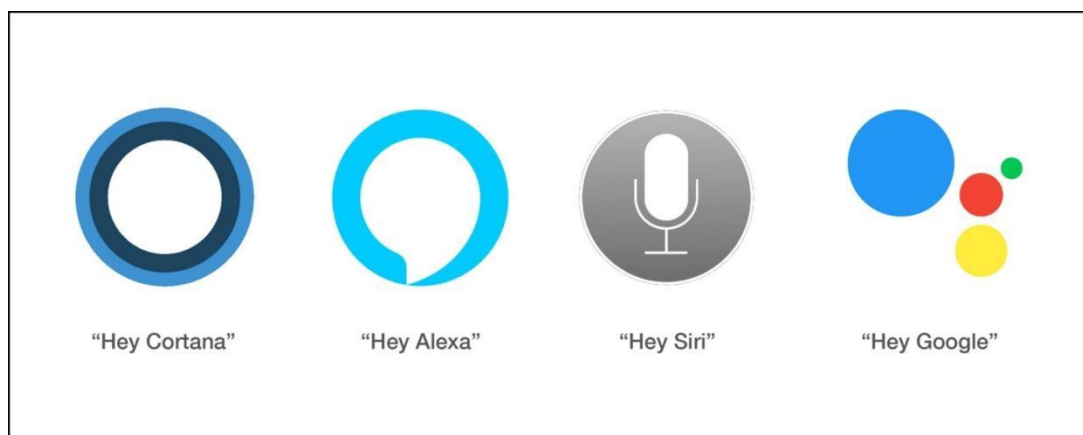 “Hey Cortana”
“Hey Alexa”
“Hey Siri”
“Hey Google”